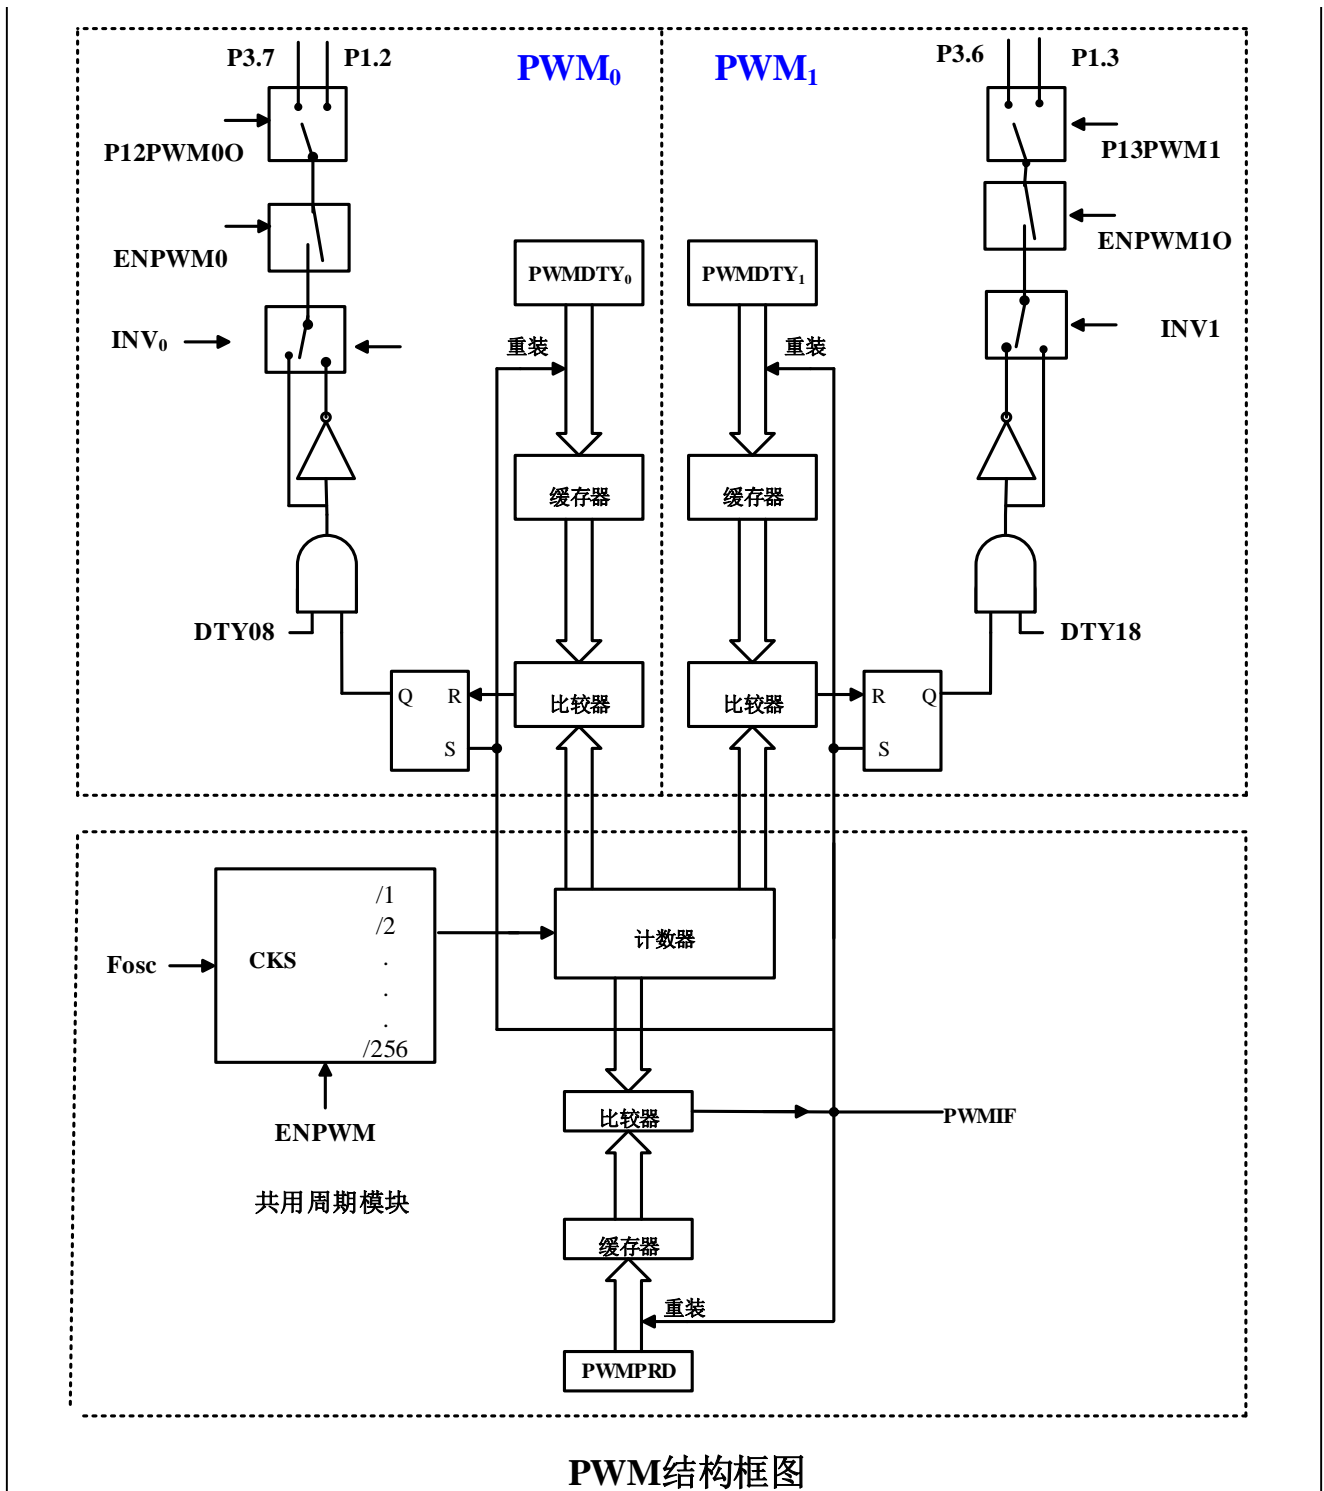 P3.7
P1.2
PWM0
PWM1
P3.6
P1.3
P12PWM0O
P13PWM1
ENPWM0
ENPWM1O
PWMDTY0
PWMDTY1
INV0
INV1
重装
重装
缓存器
缓存器
DTY08
DTY18
Q
R
S
比较器
比较器
R
Q
S
/1
/2
.
.
.
/256
CKS
Fosc
计数器
ENPWM
比较器
PWMIF
共用周期模块
缓存器
重装
PWMPRD
PWM结构框图